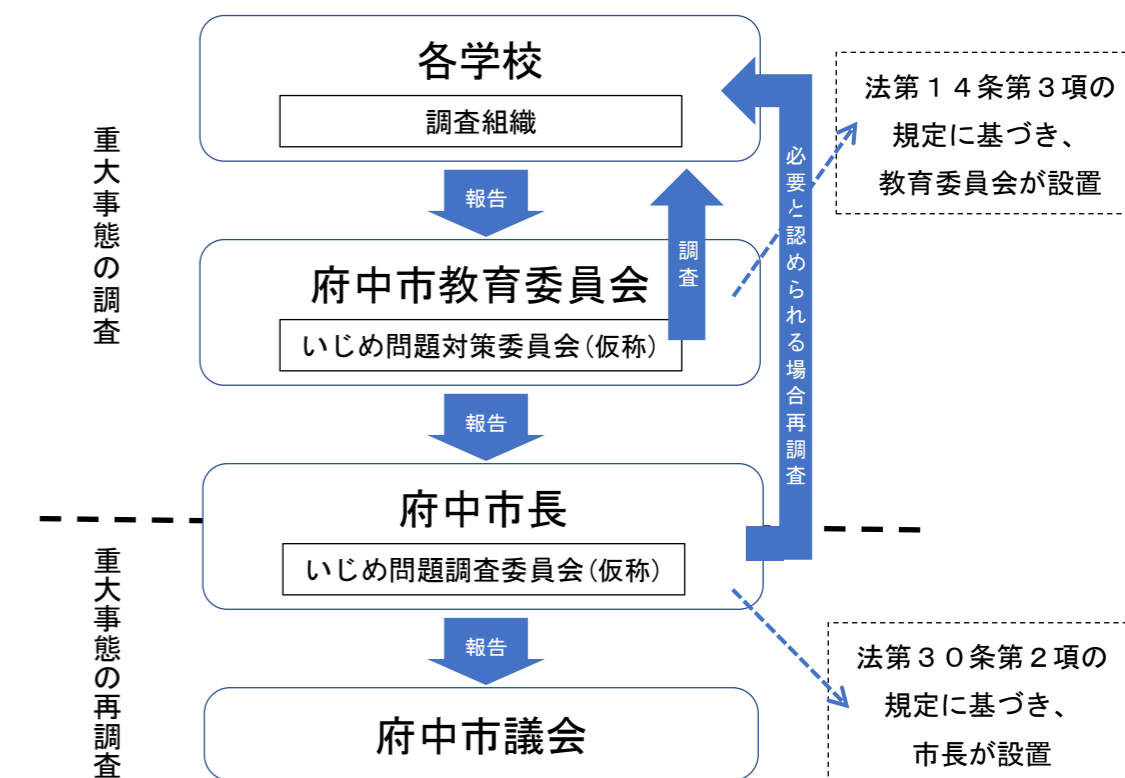 重大事態の調査
各学校
調査組織
報告
調査
府中市教育委員会
いじめ問題対策委員会（仮称）
報告
必要と認められる場合再調査
法第１４条第３項の
規定に基づき、
教育委員会が設置
府中市長
いじめ問題調査委員会（仮称）
重大事態の再調査
報告
府中市議会
法第３０条第２項の
規定に基づき、
市長が設置